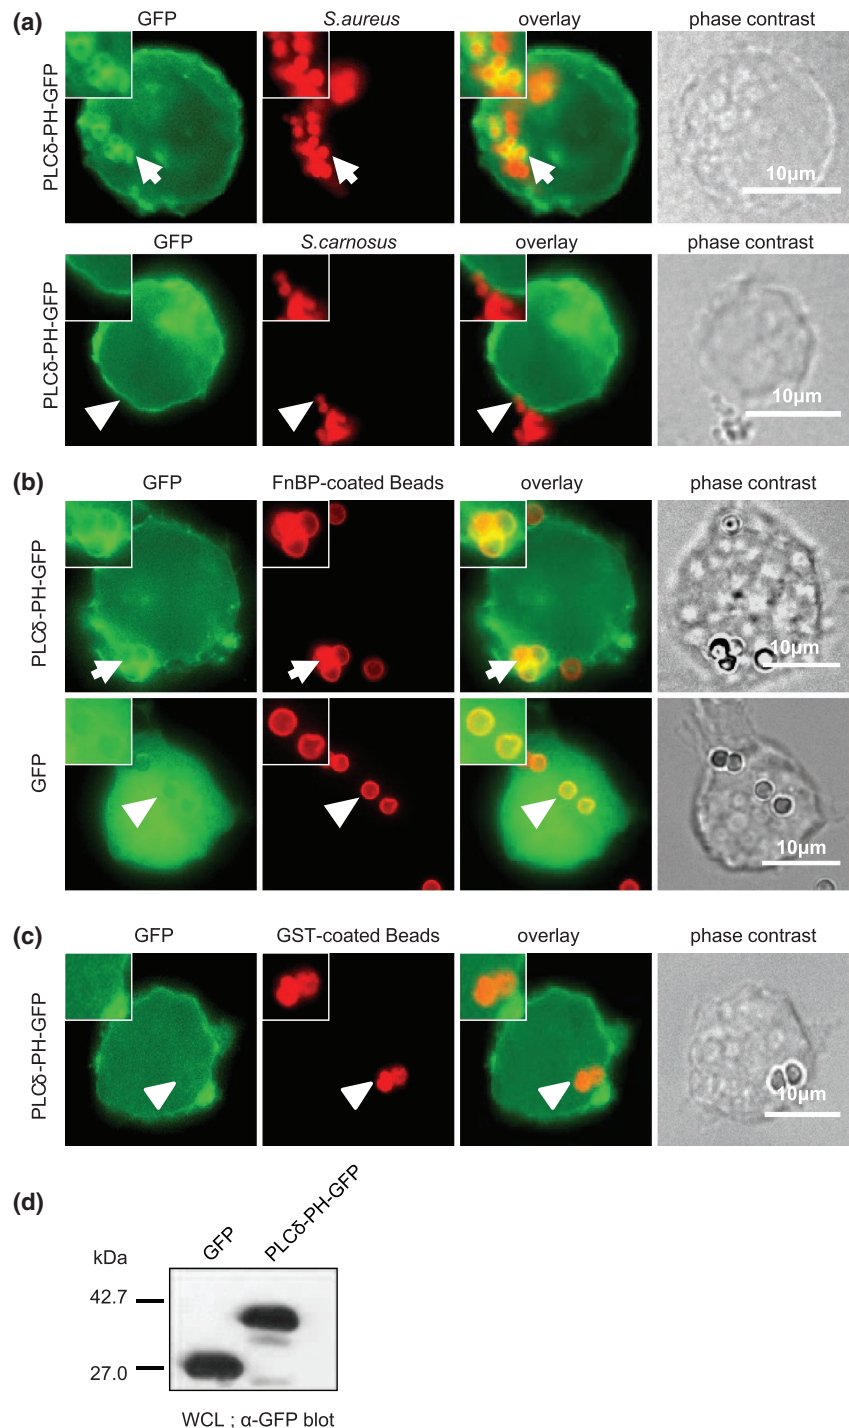 (a)
GFP S.aureus overlay phase contrast
PLCδ-PH-GFP
10µm
GFP S.carnosus overlay phase contrast
PLCδ-PH-GFP
10µm
(b)
GFP FnBP-coated Beads overlay phase contrast
PLCδ-PH-GFP
10µm
GFP
10µm
(c)
GFP GST-coated Beads overlay phase contrast
PLCδ-PH-GFP
10µm
(d)
GFP PLCδ-PH-GFP
kDa
42.7
27.0
WCL ; α-GFP blot